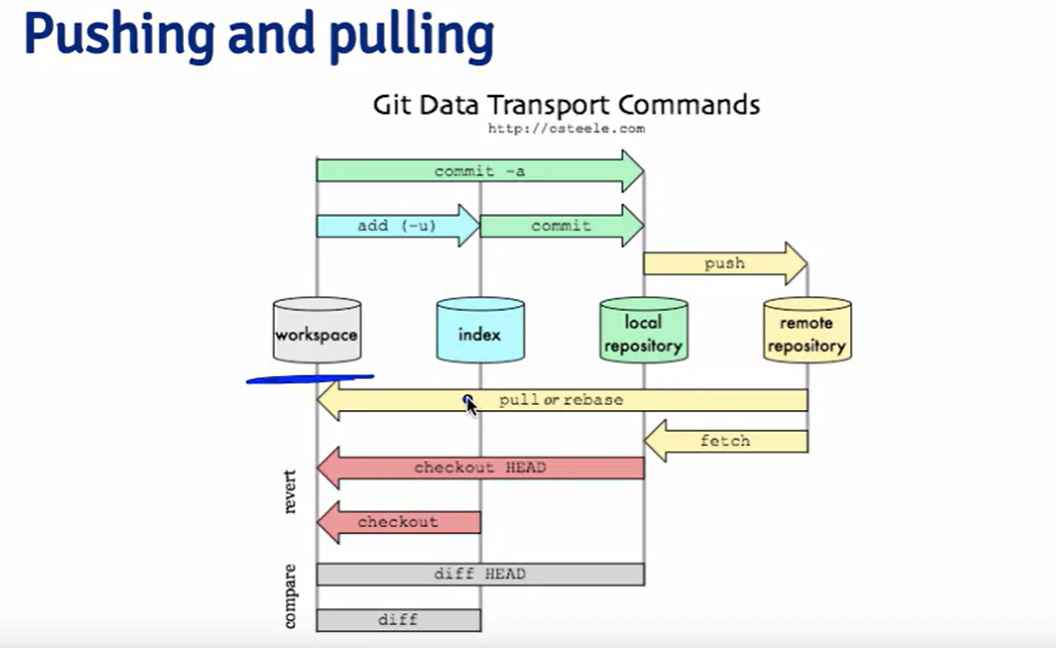 Pushing and pulling
Git Data Transport Commands
http://osteele.com
commit -a
add (-u)
commit
push
workspace
index
local
repository
remote
repository
pull or rebase
fetch
revert
checkout HEAD
checkout
compare
diff HEAD
diff